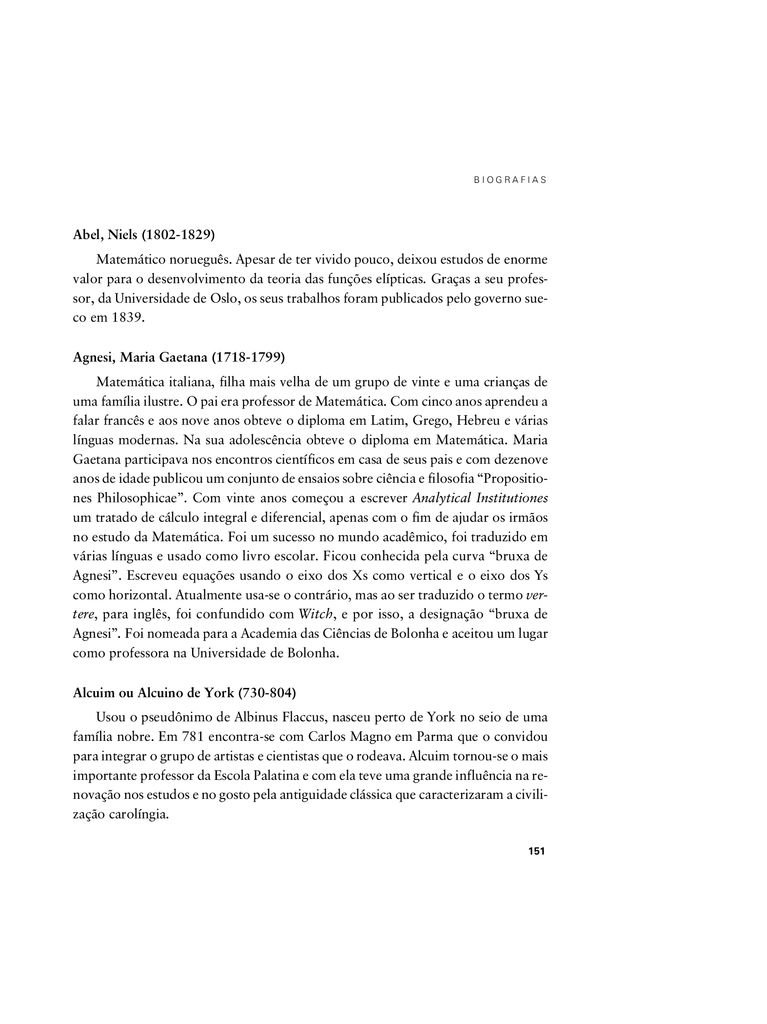 BIOGRAFIAS
Abel, Niels (1802-1829)
Matemático norueguês. Apesar de ter vivido pouco, deixou estudos de enorme
valor para o desenvolvimento da teoria das funções elípticas. Graças a seu profes-
sor, da Universidade de Oslo, os seus trabalhos foram publicados pelo governo sue-
co em 1839.
Agnesi, Maria Gaetana (1718-1799)
Matemática italiana, filha mais velha de um grupo de vinte e uma crianças de
uma família ilustre. O pai era professor de Matemática. Com cinco anos aprendeu a
falar francês e aos nove anos obteve o diploma em Latim, Grego, Hebreu e várias
línguas modernas. Na sua adolescência obteve o diploma em Matemática. Maria
Gaetana participava nos encontros científicos em casa de seus pais e com dezenove
anos de idade publicou um conjunto de ensaios sobre ciência e filosofia “Propositio-
nes Philosophicae”. Com vinte anos começou a escrever Analytical Institutiones
um tratado de cálculo integral e diferencial, apenas com o fim de ajudar os irmãos
no estudo da Matemática. Foi um sucesso no mundo acadêmico, foi traduzido em
várias línguas e usado como livro escolar. Ficou conhecida pela curva “bruxa de
Agnesi”. Escreveu equações usando o eixo dos Xs como vertical e o eixo dos Ys
como horizontal. Atualmente usa-se o contrário, mas ao ser traduzido o termo ver-
tere, para inglês, foi confundido com Witch, e por isso, a designação “bruxa de
Agnesi”. Foi nomeada para a Academia das Ciências de Bolonha e aceitou um lugar
como professora na Universidade de Bolonha.
Alcuim ou Alcuino de York (730-804)
Usou o pseudônimo de Albinus Flaccus, nasceu perto de York no seio de uma
família nobre. Em 781 encontra-se com Carlos Magno em Parma que o convidou
para integrar o grupo de artistas e cientistas que o rodeava. Alcuim tornou-se o mais
importante professor da Escola Palatina e com ela teve uma grande influência na re-
novação nos estudos e no gosto pela antiguidade clássica que caracterizaram a civili-
zação carolíngia.
151